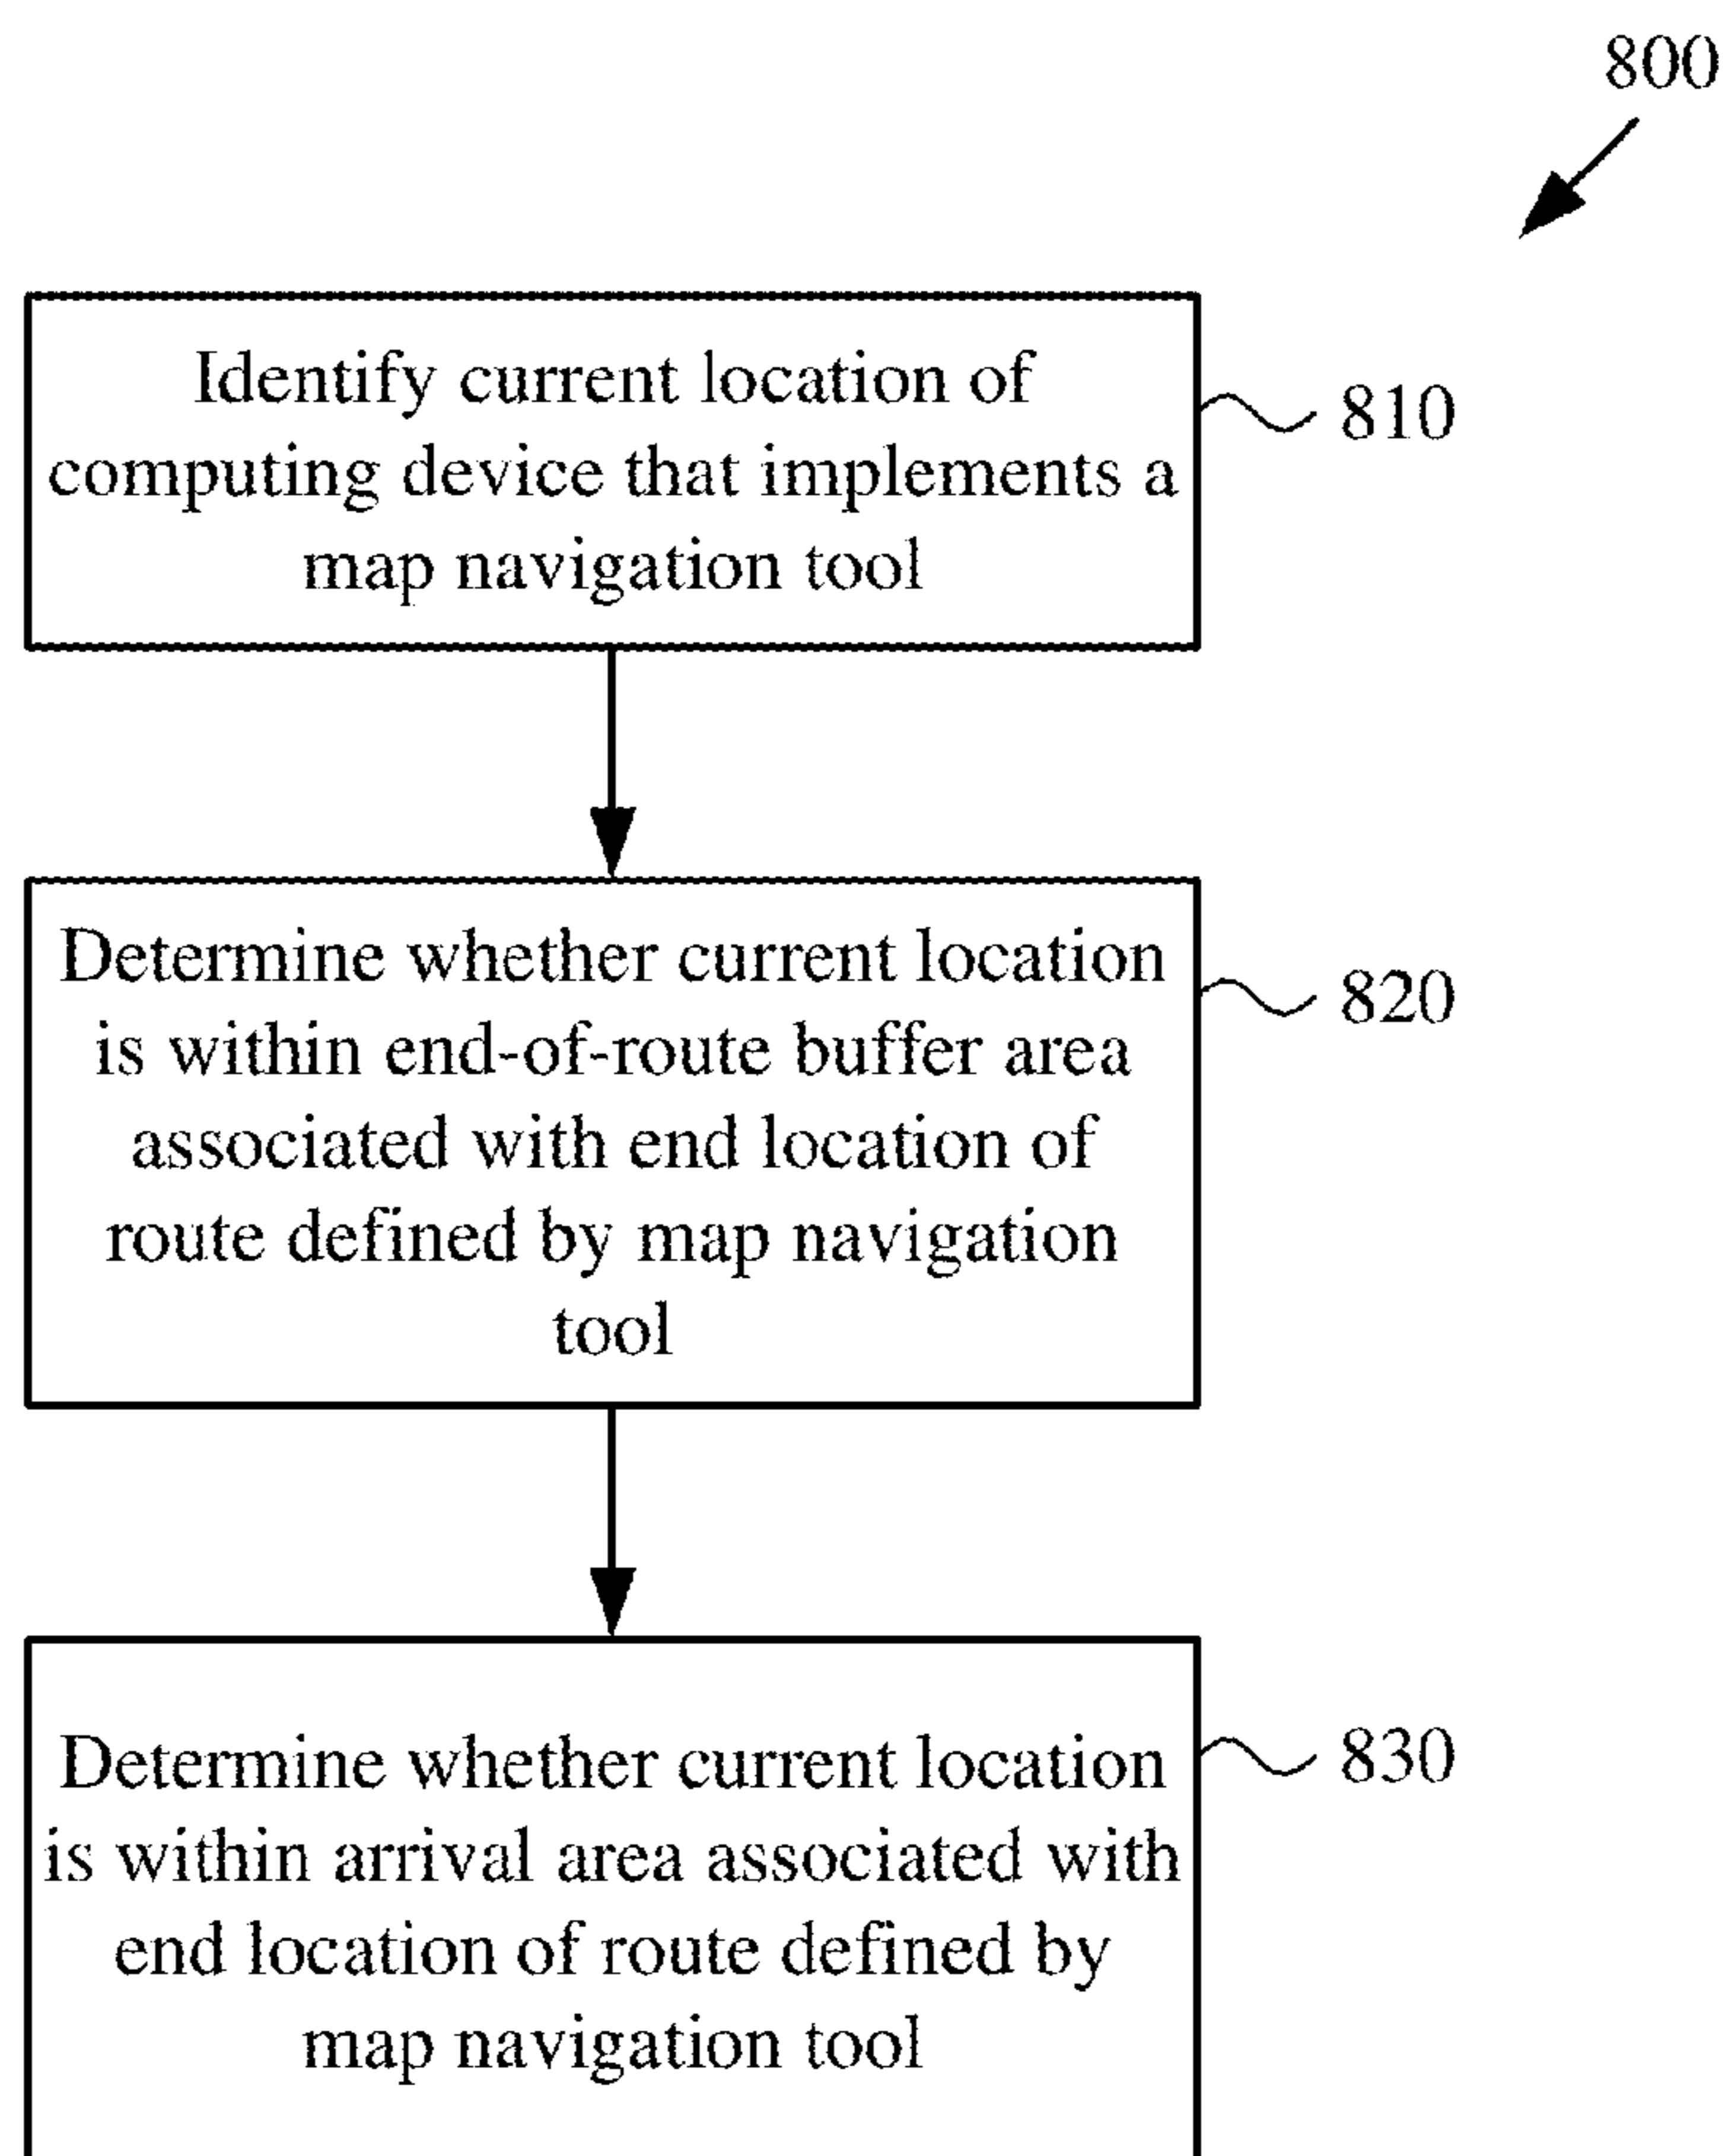 800
Identify current location of
computing device that implements a
map navigation tool
810
Determine whether current location
is within end-of-route buffer area
associated with end location of
route defined by map navigation
tool
820
Determine whether current location
is within arrival area associated with
end location of route defined by
map navigation tool
830